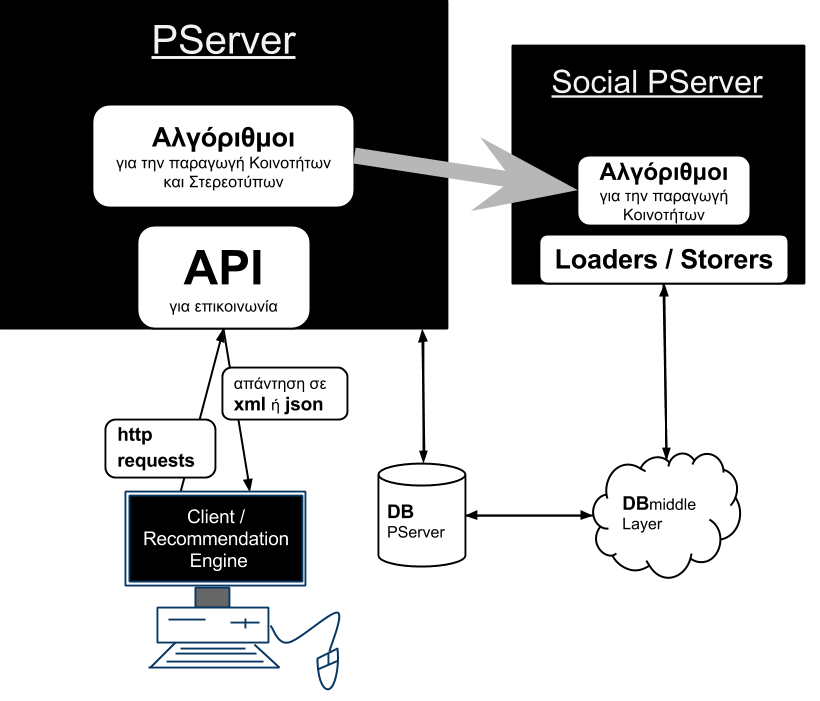 PServer
Αλγόριθμοι
για την παραγωγή Κοινοτήτων
και Στερεοτύπων
API
για επικοινωνία
Social PServer
Αλγόριθμοι
για την παραγωγή
Κοινοτήτων
Loaders / Storers
απάντηση σε
xml ή json
http
requests
Client /
Recommendation
Engine
DB
PServer
DBmiddle
Layer